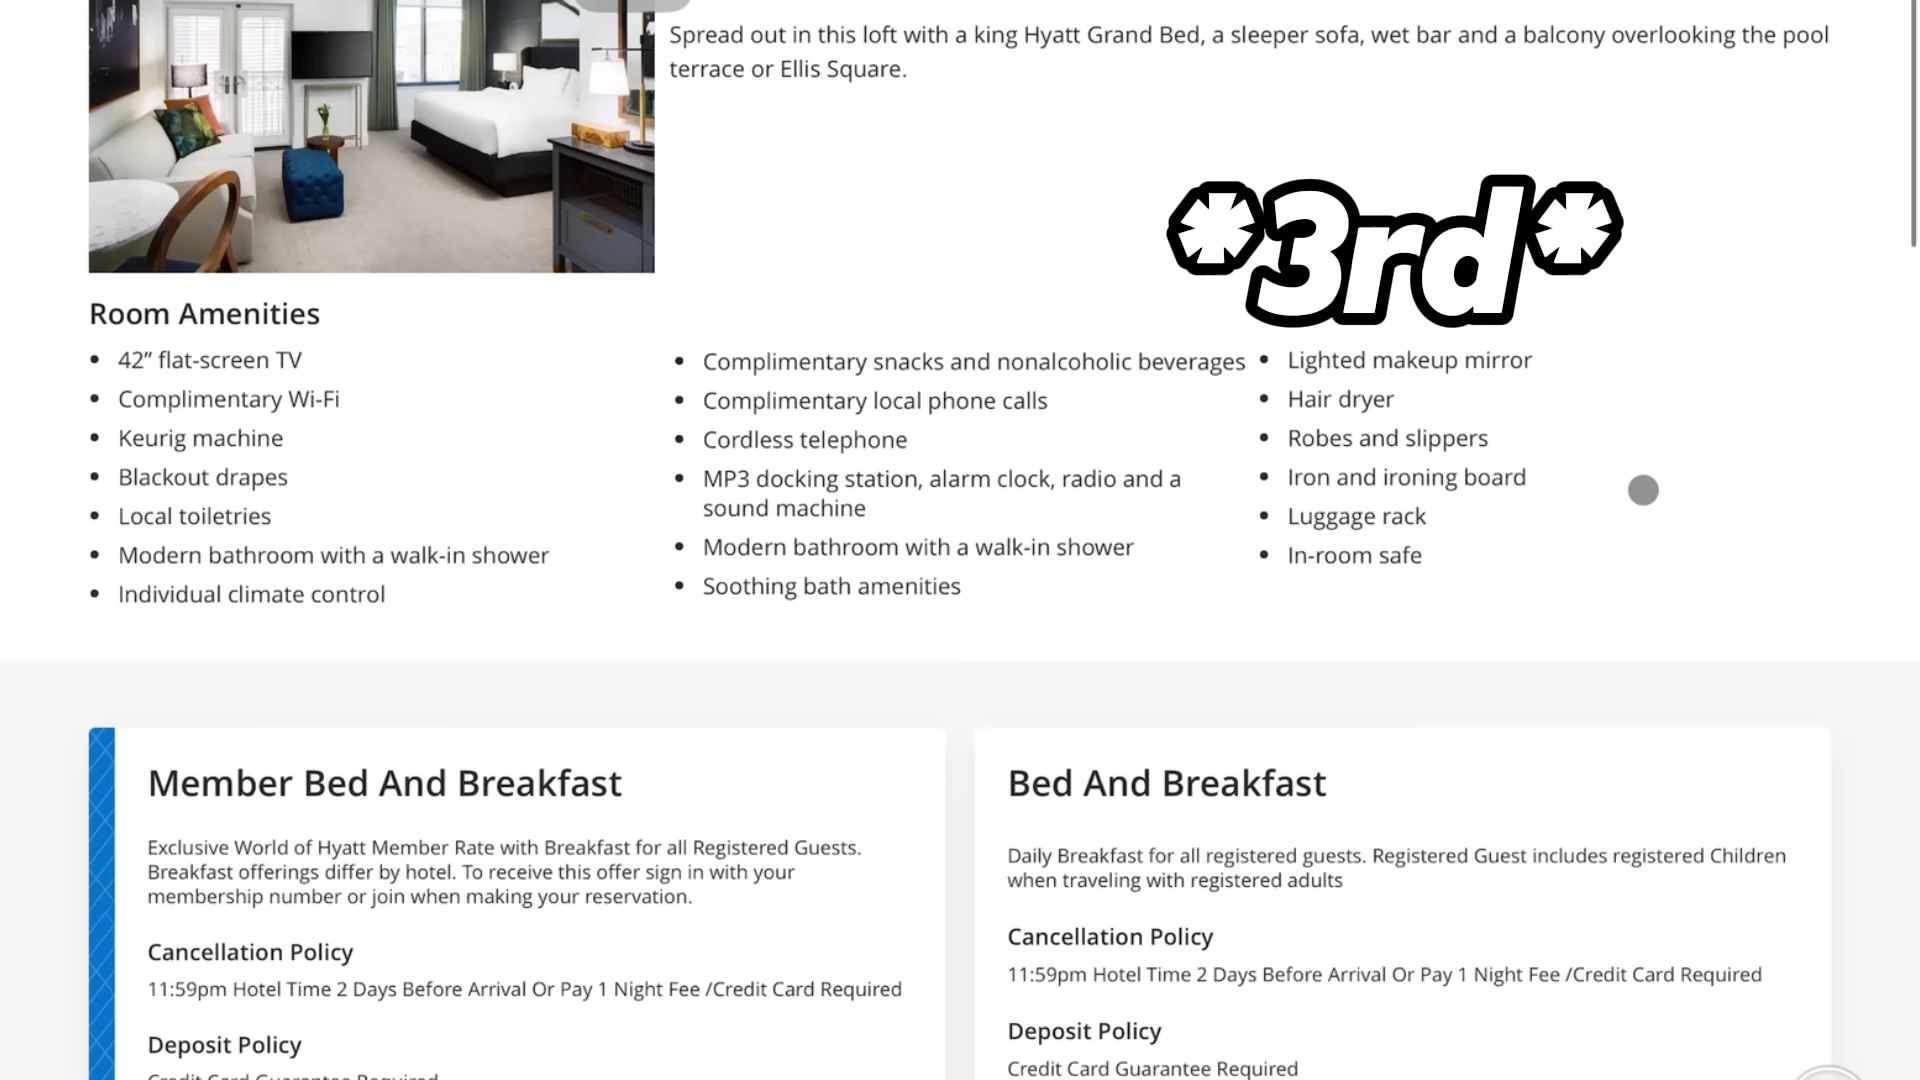 Spread out in this loft with a king Hyatt Grand Bed, a sleeper sofa, wet bar and a balcony overlooking the pool
terrace or Ellis Square.
*3rd*
Room Amenities
• 42” flat-screen TV
• Complimentary Wi-Fi
• Keurig machine
• Blackout drapes
• Local toiletries
• Modern bathroom with a walk-in shower
• Individual climate control
• Complimentary snacks and nonalcoholic beverages
• Complimentary local phone calls
• Cordless telephone
• MP3 docking station, alarm clock, radio and a
sound machine
• Modern bathroom with a walk-in shower
• Soothing bath amenities
• Lighted makeup mirror
• Hair dryer
• Robes and slippers
• Iron and ironing board
• Luggage rack
• In-room safe
Member Bed And Breakfast
Exclusive World of Hyatt Member Rate with Breakfast for all Registered Guests.
Breakfast offerings differ by hotel. To receive this offer sign in with your
membership number or join when making your reservation.
Cancellation Policy
11:59pm Hotel Time 2 Days Before Arrival Or Pay 1 Night Fee /Credit Card Required
Deposit Policy
Credit Card Guarantee Required
Bed And Breakfast
Daily Breakfast for all registered guests. Registered Guest includes registered Children
when traveling with registered adults
Cancellation Policy
11:59pm Hotel Time 2 Days Before Arrival Or Pay 1 Night Fee /Credit Card Required
Deposit Policy
Credit Card Guarantee Required